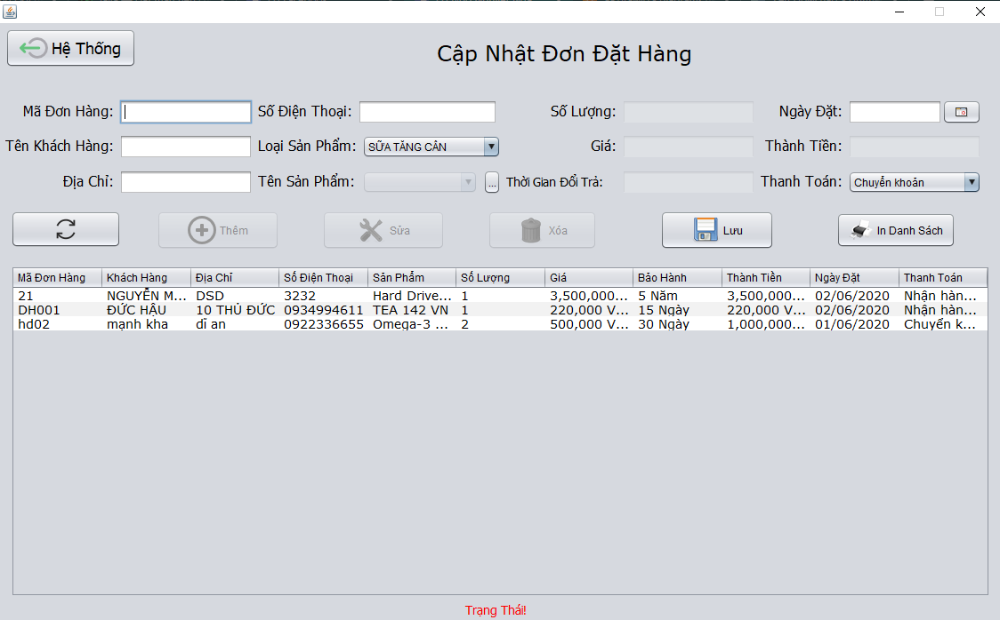 Hệ Thống
Cập Nhật Đơn Đặt Hàng
Mã Đơn Hàng: Số Điện Thoại: Số Lượng: Ngày Đặt:
Tên Khách Hàng: Loại Sản Phẩm: SỮA TĂNG CÂN Giá: Thành Tiền:
Địa Chỉ: Tên Sản Phẩm: ... Thời Gian Đổi Trả: Thanh Toán: Chuyển khoản
Thêm Sửa Xóa Lưu In Danh Sách
Mã Đơn Hàng Khách Hàng Địa Chỉ Số Điện Thoại Sản Phẩm Số Lượng Giá Bảo Hành Thành Tiền Ngày Đặt Thanh Toán
21 NGUYỄN M... DSD 3232 Hard Drive... 1 3,500,000... 5 Năm 3,500,000... 02/06/2020 Nhận hàn...
DH001 ĐỨC HẬU 10 THỦ ĐỨC 0934994611 TEA 142 VN 1 220,000 V... 15 Ngày 220,000 V... 02/06/2020 Nhận hàn...
hd02 mạnh kha dĩ an 0922336655 Omega-3 ... 2 500,000 V... 30 Ngày 1,000,000... 01/06/2020 Chuyển k...
Trạng Thái!